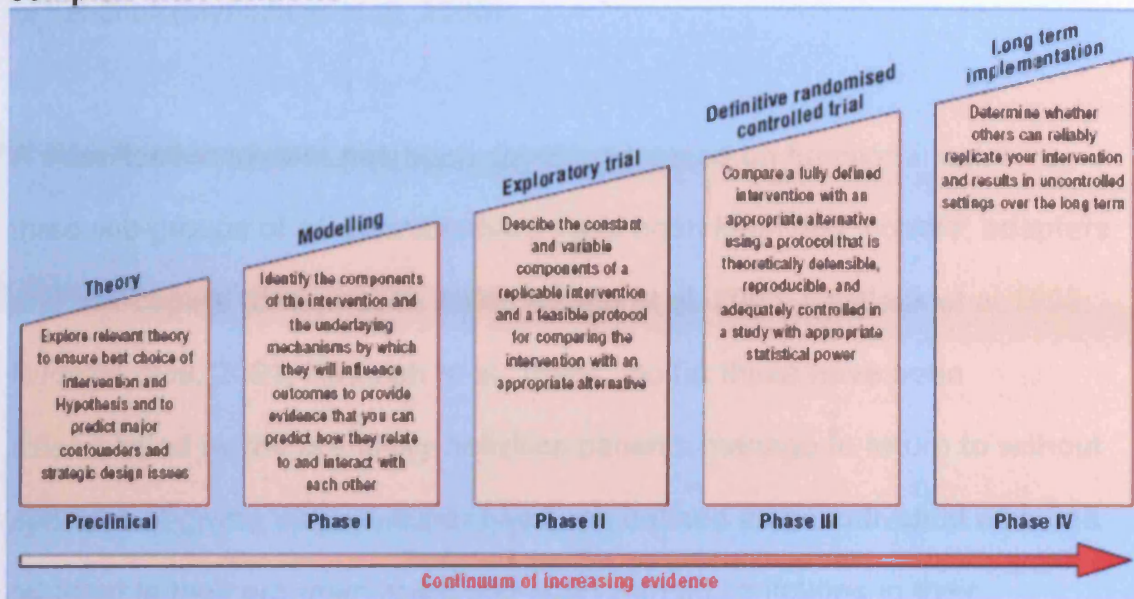 Theory
Explore relevant theory
to ensure best choice of
intervention and
Hypothesis and to
predict major
confounders and
strategic design issues
Preclinical
Modelling
Identify the components
of the intervention and
the underlaying
mechanisms by which
they will influence
outcomes to provide
evidence that you can
predict how they relate
to and interact with
each other
Phase I
Exploratory trial
Descibe the constant
and variable
components of a
replicable intervention
and a feasible protocol
for comparing the
intervention with an
appropriate alternative
Phase II
Definitive randomised
controlled trial
Compare a fully defined
intervention with an
appropriate alternative
using a protocol that is
theoretically defensible,
reproducible, and
adequately controlled in
a study with appropriate
statistical power
Phase III
Long term
implementation
Determine whether
others can reliably
replicate your intervention
and results in uncontrolled
settings over the long term
Phase IV
Continuum of increasing evidence